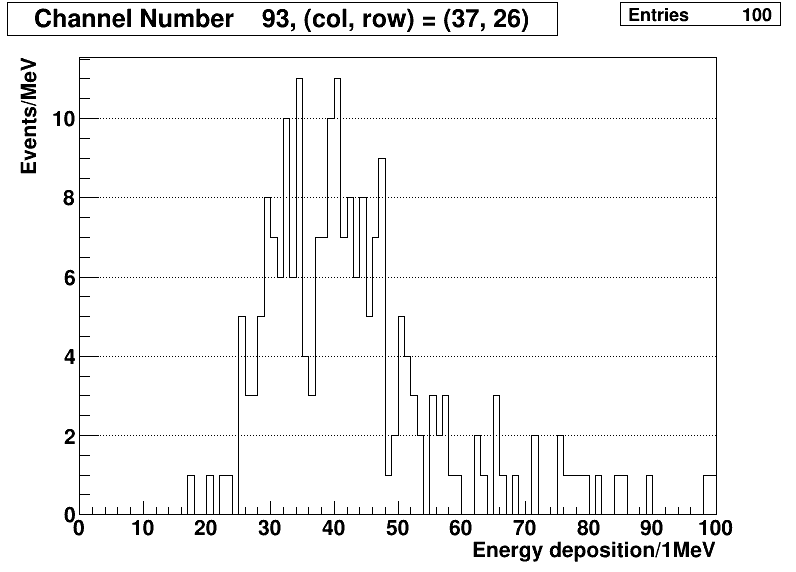 Channel Number 93, (col, row) = (37, 26)
Entries 100
Events/MeV
10
8
6
4
2
0
0 10 20 30 40 50 60 70 80 90 100
Energy deposition/1MeV